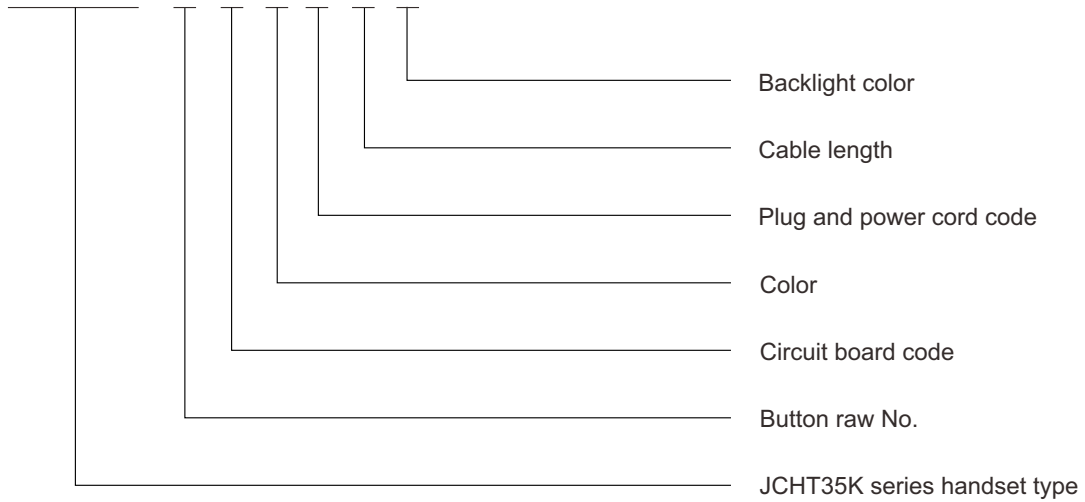 Backlight color
Cable length
Plug and power cord code
Color
Circuit board code
Button raw No.
JCHT35K series handset type